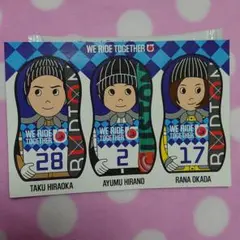 WE RIDE TOGETHER
WE RIDE
TOGETHER
28
WE RIDE
TOGETHER
2
WE RIDE
TOGETHER
17
BURTON
TAKU HIRAOKA
AYUMU HIRANO
RANA OKADA